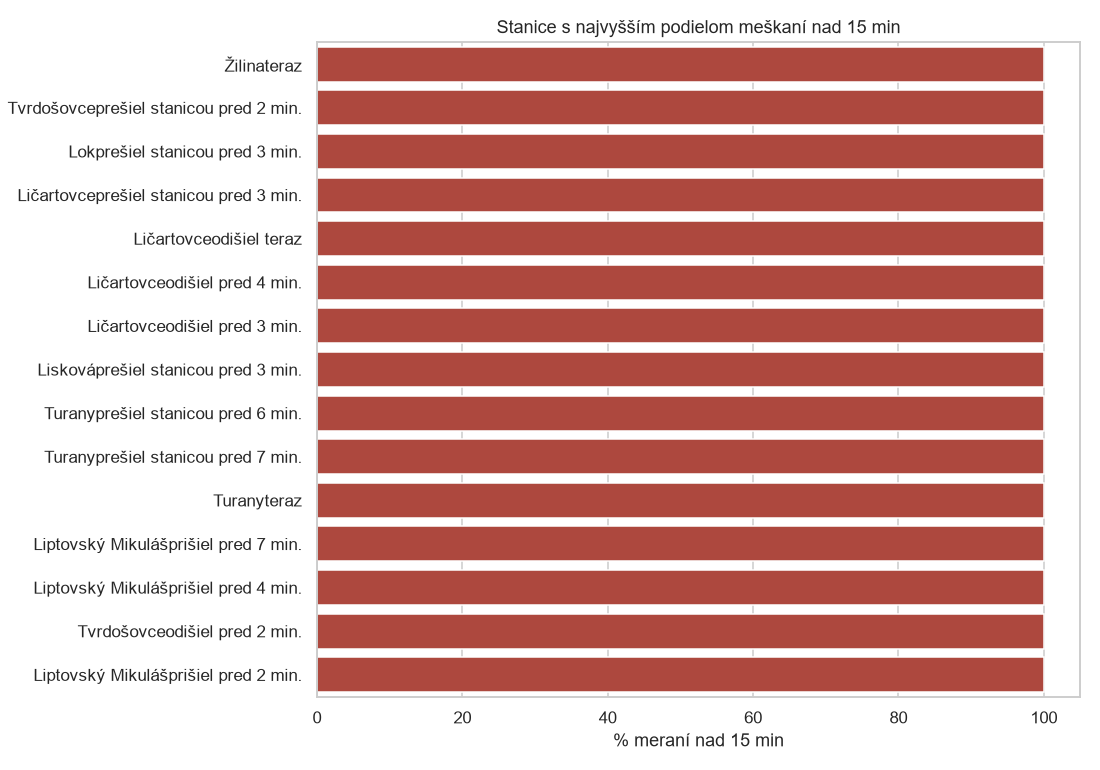 Stanice s najvyšším podielom meškaní nad 15 min
Žilinateraz
Tvrdošovceprešiel stanicou pred 2 min.
Lokprešiel stanicou pred 3 min.
Ličartovceprešiel stanicou pred 3 min.
Ličartovceodišiel teraz
Ličartovceodišiel pred 4 min.
Ličartovceodišiel pred 3 min.
Liskováprešiel stanicou pred 3 min.
Turanyprešiel stanicou pred 6 min.
Turanyprešiel stanicou pred 7 min.
Turanyteraz
Liptovský Mikulášprišiel pred 7 min.
Liptovský Mikulášprišiel pred 4 min.
Tvrdošovceodišiel pred 2 min.
Liptovský Mikulášprišiel pred 2 min.
0 20 40 60 80 100
% meraní nad 15 min